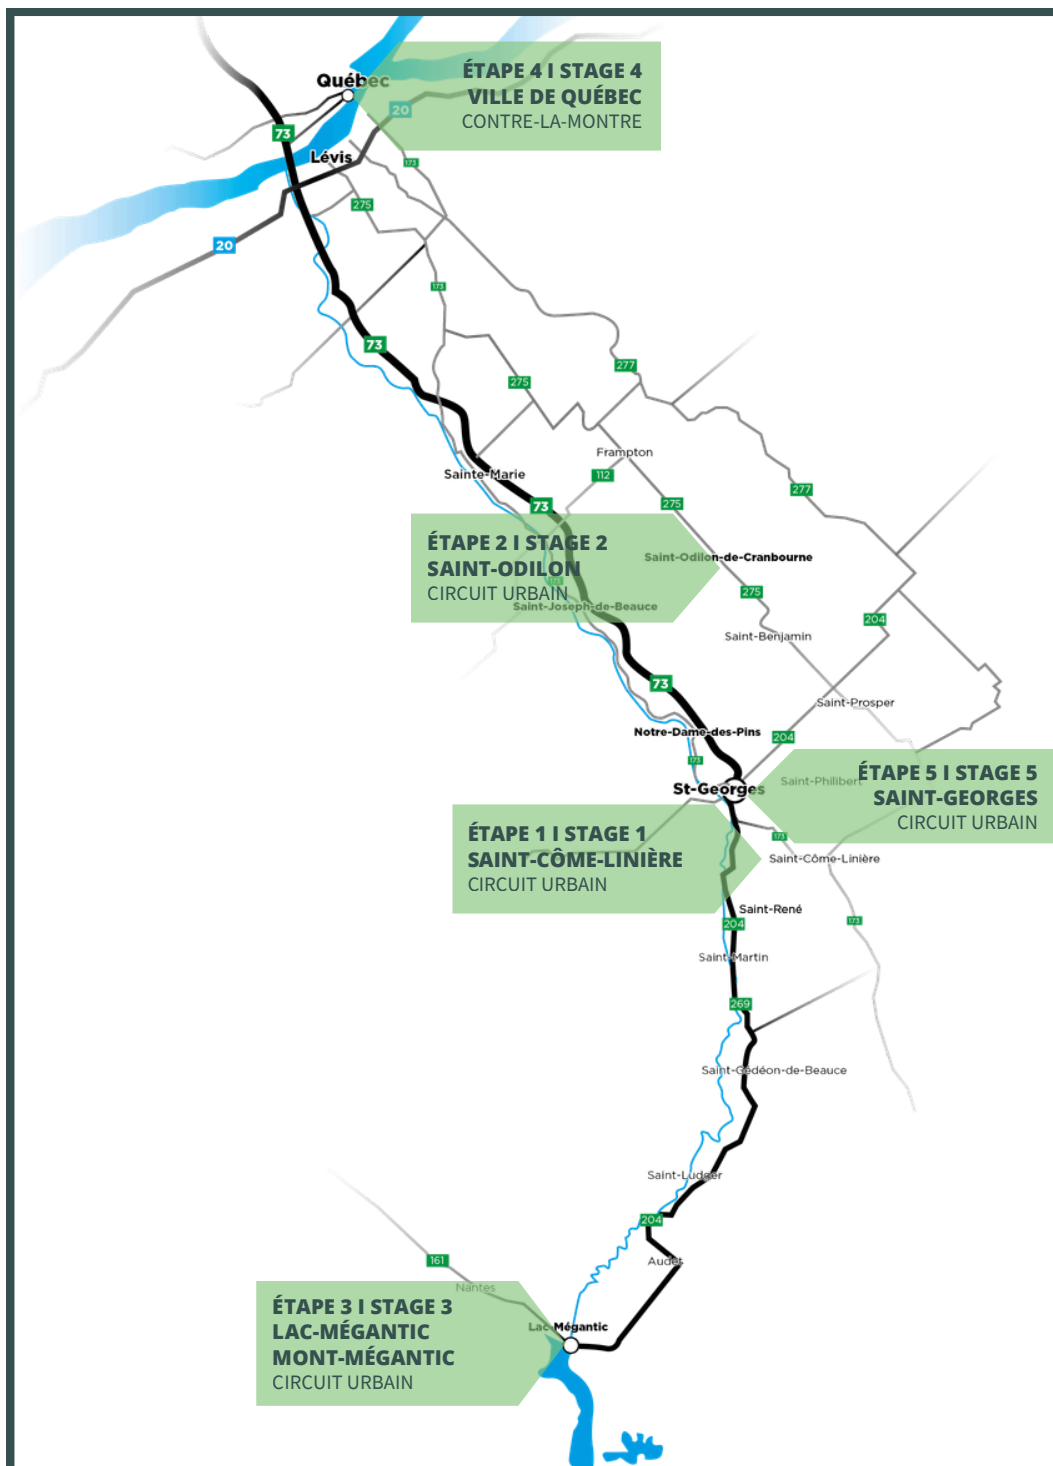 ÉTAPE 4 I STAGE 4
VILLE DE QUÉBEC
CONTRE-LA-MONTRE
Québec
20
73
Lévis
173
275
20
173
73
277
275
Frampton
Sainte-Marie
112
277
73
275
ÉTAPE 2 I STAGE 2
SAINT-ODILON
CIRCUIT URBAIN
Saint-Odilon-de-Cranbourne
173
275
Saint-Joseph-de-Beauce
204
Saint-Benjamin
73
Saint-Prosper
Notre-Dame-des-Pins
204
173
ÉTAPE 5 I STAGE 5
SAINT-GEORGES
CIRCUIT URBAIN
Saint-Philibert
St-Georges
ÉTAPE 1 I STAGE 1
SAINT-CÔME-LINIÈRE
CIRCUIT URBAIN
173
Saint-Côme-Linière
Saint-René
173
204
Saint-Martin
269
Saint-Gédéon-de-Beauce
Saint-Ludger
204
Audet
161
Nantes
ÉTAPE 3 I STAGE 3
LAC-MÉGANTIC
MONT-MÉGANTIC
CIRCUIT URBAIN
Lac-Mégantic